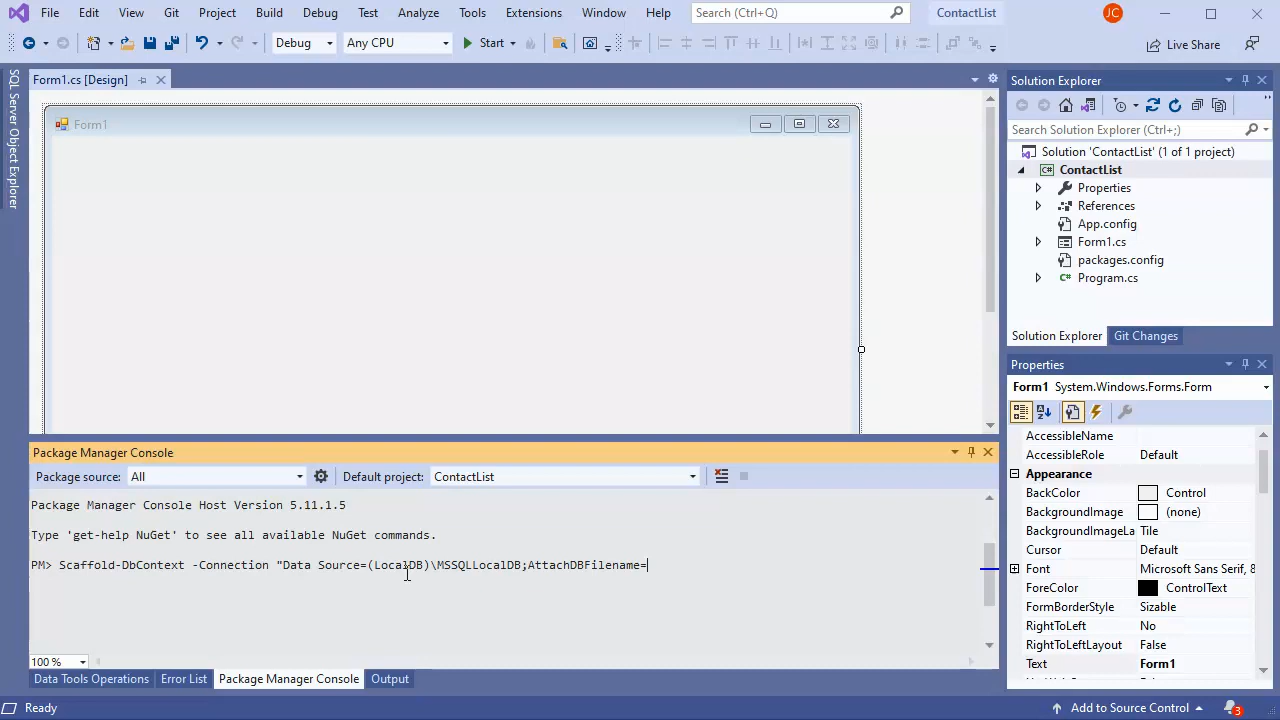 File Edit View Git Project Build Debug Test Analyze Tools Extensions Window Help Search (Ctrl+Q) ContactList JC
Debug Any CPU Start Live Share
SQL Server Object Explorer
Form1.cs [Design]
Form1
Solution Explorer
Search Solution Explorer (Ctrl+;)
Solution 'ContactList' (1 of 1 project)
C# ContactList
Properties
References
App.config
Form1.cs
packages.config
C# Program.cs
Solution Explorer Git Changes
Properties
Form1 System.Windows.Forms.Form
AccessibleName
AccessibleRole Default
Appearance
BackColor Control
BackgroundImage (none)
BackgroundImageLa Tile
Cursor Default
Font Microsoft Sans Serif, 8
ForeColor ControlText
FormBorderStyle Sizable
RightToLeft No
RightToLeftLayout False
Text Form1
Package Manager Console
Package source: All Default project: ContactList
Package Manager Console Host Version 5.11.1.5
Type 'get-help NuGet' to see all available NuGet commands.
PM> Scaffold-DbContext -Connection "Data Source=(LocalDB)\MSSQLLocalDB;AttachDBFilename=
100 %
Data Tools Operations Error List Package Manager Console Output
Ready Add to Source Control 3